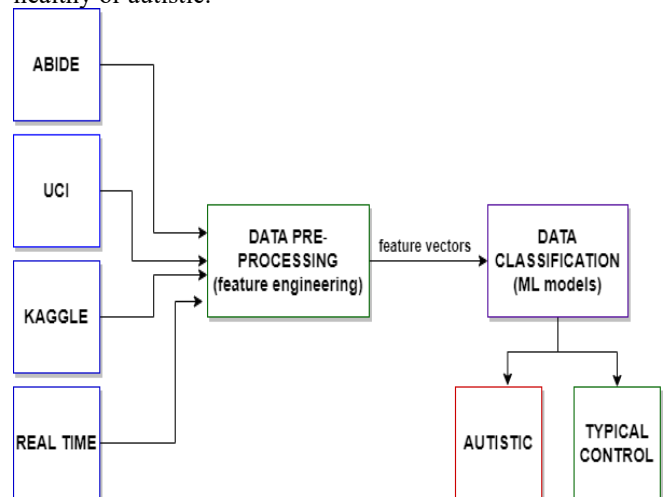 healthy or autistic.
ABIDE
UCI
KAGGLE
REAL TIME
DATA PRE-
PROCESSING
(feature engineering)
feature vectors
DATA
CLASSIFICATION
(ML models)
AUTISTIC
TYPICAL
CONTROL